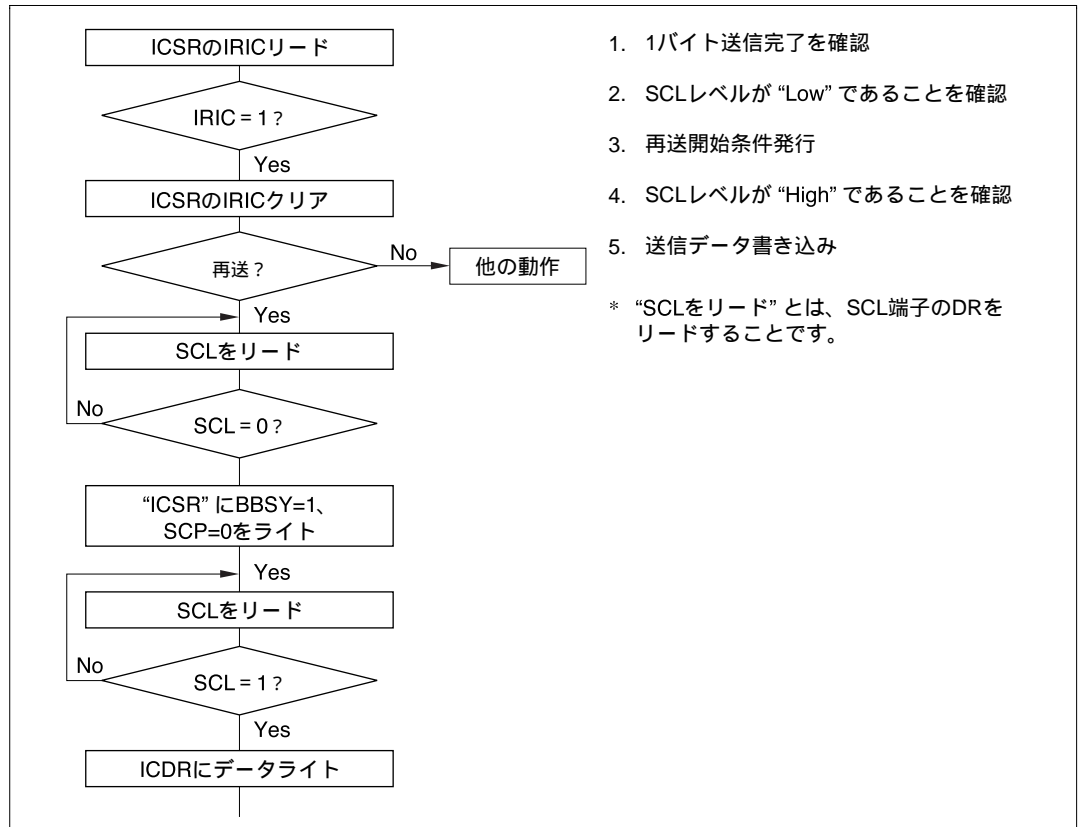 ICSRのIRICリード
IRIC = 1？
Yes
ICSRのIRICクリア
再送？
No
他の動作
Yes
SCLをリード
No
SCL = 0？
“ICSR” にBBSY=1、
SCP=0をライト
Yes
SCLをリード
No
SCL = 1？
Yes
ICDRにデータライト
1. 1バイト送信完了を確認
2. SCLレベルが “Low” であることを確認
3. 再送開始条件発行
4. SCLレベルが “High” であることを確認
5. 送信データ書き込み
* “SCLをリード” とは、SCL端子のDRを
リードすることです。